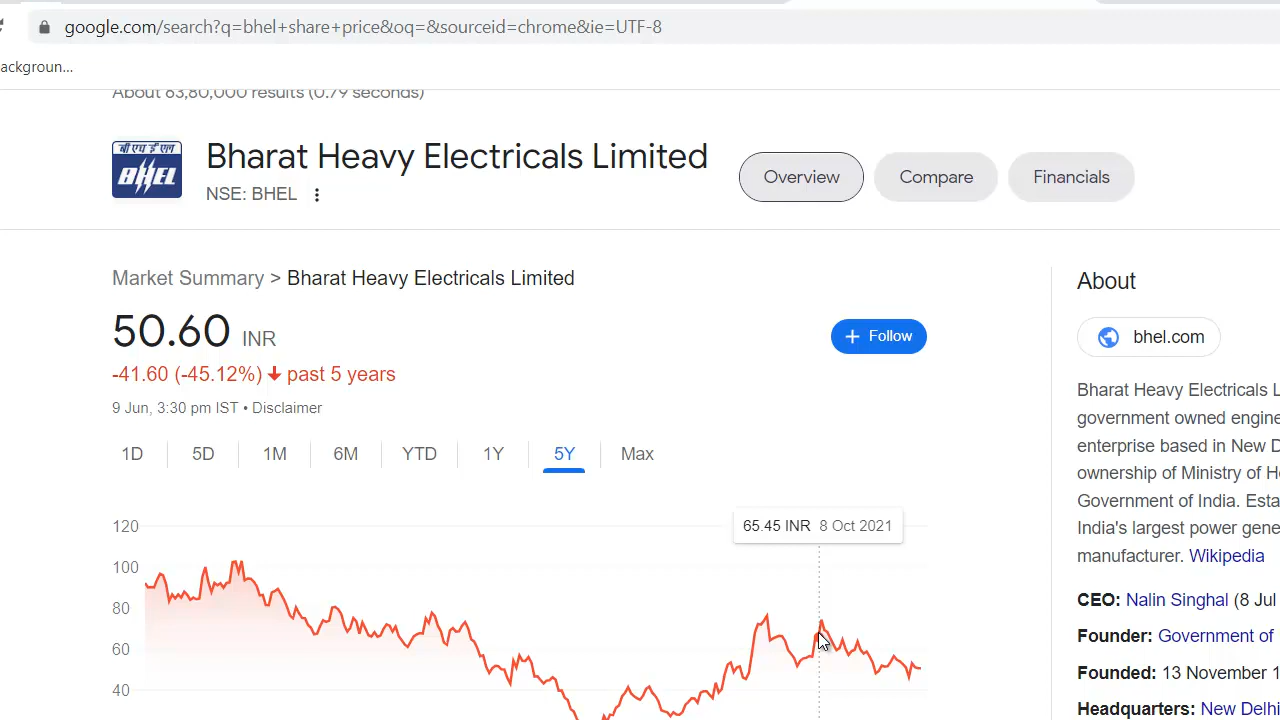 google.com/search?q=bhel+share+price&oq=&sourceid=chrome&ie=UTF-8
ackgroun...
About 63,80,000 results (0.79 seconds)
बी एच ई एल
BHEL
Bharat Heavy Electricals Limited
NSE: BHEL
Overview
Compare
Financials
Market Summary > Bharat Heavy Electricals Limited
50.60 INR
+ Follow
-41.60 (-45.12%) ↓ past 5 years
9 Jun, 3:30 pm IST • Disclaimer
1D 5D 1M 6M YTD 1Y 5Y Max
65.45 INR 8 Oct 2021
120
100
80
60
40
About
bhel.com
Bharat Heavy Electricals L
government owned engine
enterprise based in New D
ownership of Ministry of He
Government of India. Esta
India's largest power gene
manufacturer. Wikipedia
CEO: Nalin Singhal (8 Jul
Founder: Government of
Founded: 13 November 1
Headquarters: New Delhi